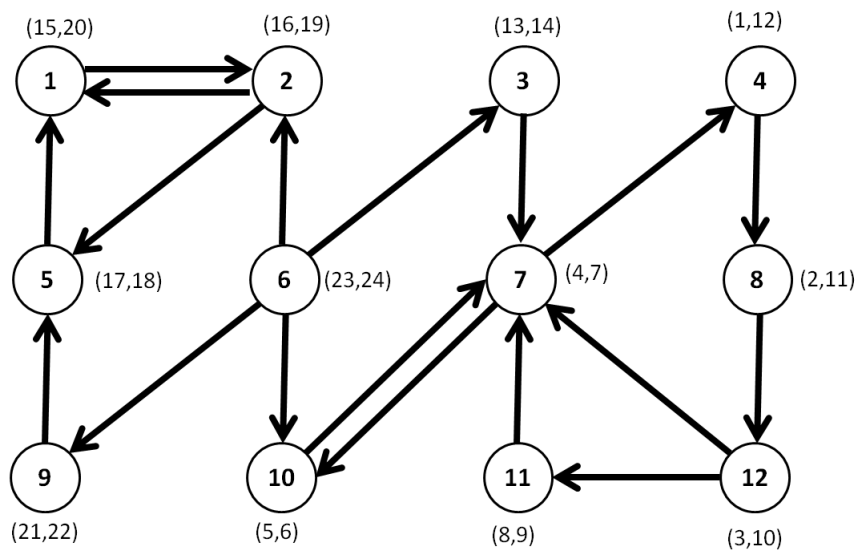 (15,20) (16,19) (13,14) (1,12)
1 2 3 4
5 (17,18) 6 (23,24) 7 (4,7) 8 (2,11)
9 10 11 12
(21,22) (5,6) (8,9) (3,10)